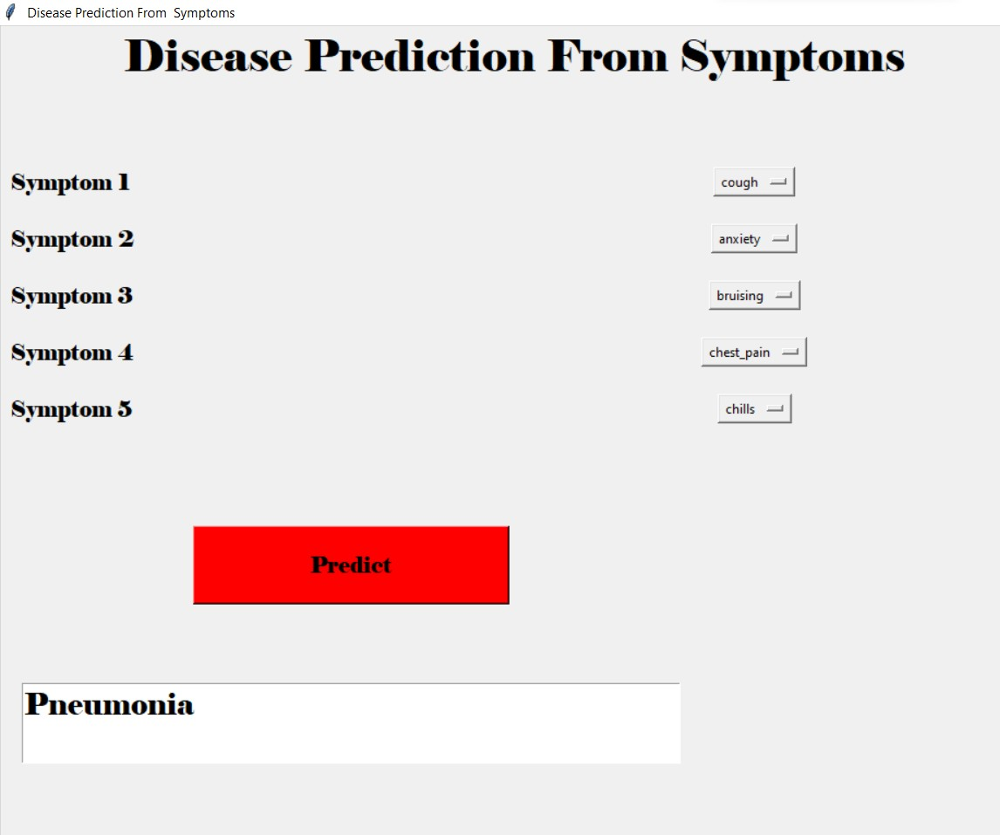 Disease Prediction From  Symptoms
Disease Prediction From Symptoms
Symptom 1 cough
Symptom 2 anxiety
Symptom 3 bruising
Symptom 4 chest_pain
Symptom 5 chills
Predict
Pneumonia